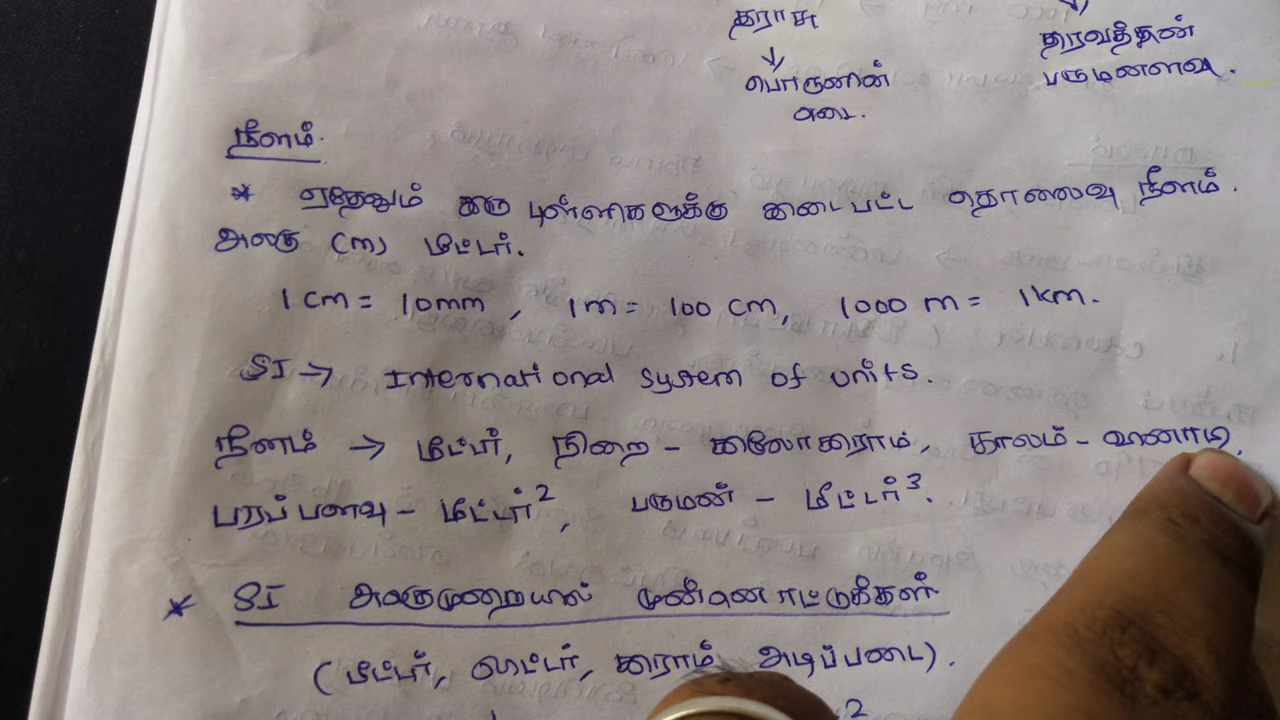 தராசு
↓
பொருளின்
எடை.
திரவத்தின்
பருமனளவு.
நீளம்.
* ஏதேனும் இரு புள்ளிகளுக்கு இடைபட்ட தொலைவு நீளம்.
அலகு (m) மீட்டர்.
1 cm = 10mm, 1m = 100 cm, 1000 m = 1km.
SI → International System of units.
நீளம் → மீட்டர், நிறை - கிலோகிராம், காலம் - வினாடி,
பரப்பளவு - மீட்டர்², பருமன் - மீட்டர்³.
* SI அலகுமுறையில் முன்னொட்டுக்கள்
(மீட்டர், லிட்டர், கிராம் அடிப்படை).